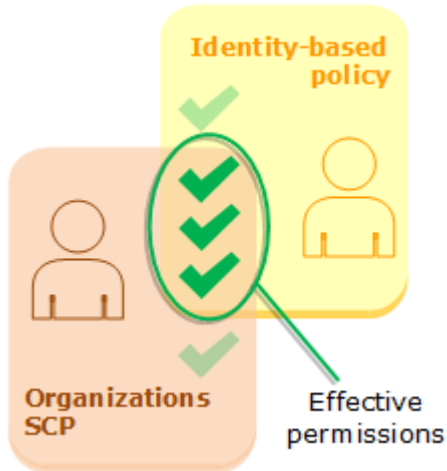 Identity-based
policy
Organizations
SCP
Effective
permissions